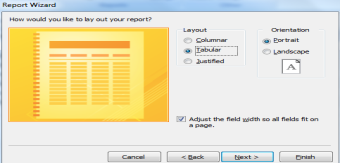 Report Wizard
How would you like to lay out your report?
Layout
Columnar
Tabular
Justified
Orientation
Portrait
Landscape
A
Adjust the field width so all fields fit on
a page.
Cancel
< Back
Next >
Finish